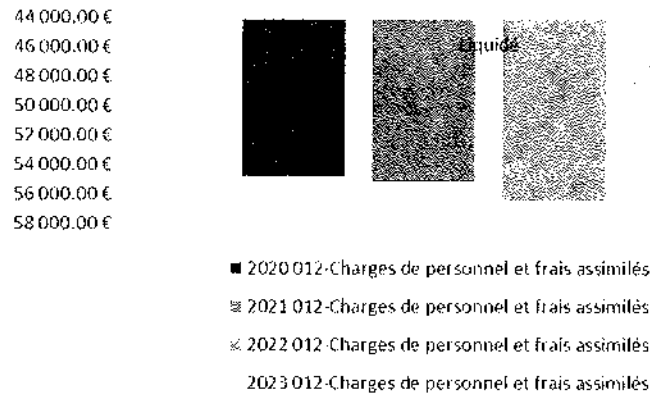 44 000.00 €
46 000.00 €
48 000.00 €
50 000.00 €
52 000.00 €
54 000.00 €
56 000.00 €
58 000.00 €
Liquidé
2020 012-Charges de personnel et frais assimilés
2021 012-Charges de personnel et frais assimilés
2022 012-Charges de personnel et frais assimilés
2023 012-Charges de personnel et frais assimilés